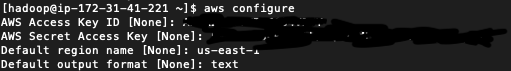 [hadoop@ip-172-31-41-221 ~]$ aws configure
AWS Access Key ID [None]:
AWS Secret Access Key [None]:
Default region name [None]: us-east-1
Default output format [None]: text